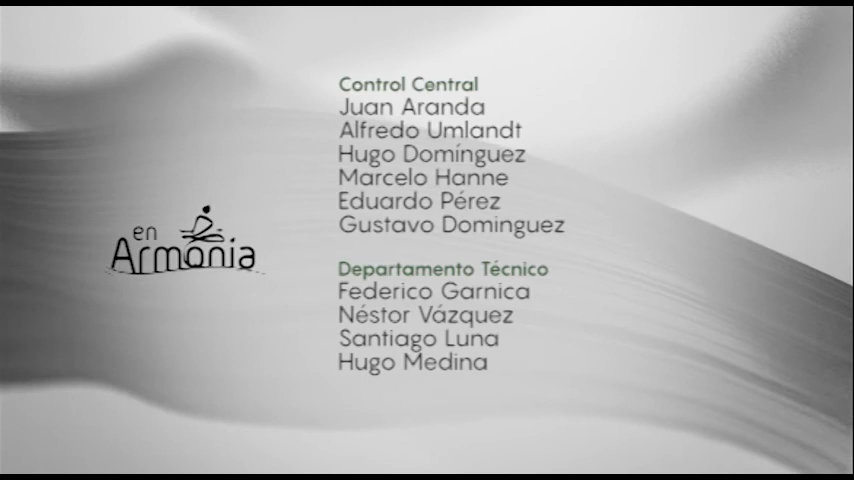 en
Armonia
Control Central
Juan Aranda
Alfredo Umlandt
Hugo Domínguez
Marcelo Hanne
Eduardo Pérez
Gustavo Dominguez
Departamento Técnico
Federico Garnica
Néstor Vázquez
Santiago Luna
Hugo Medina